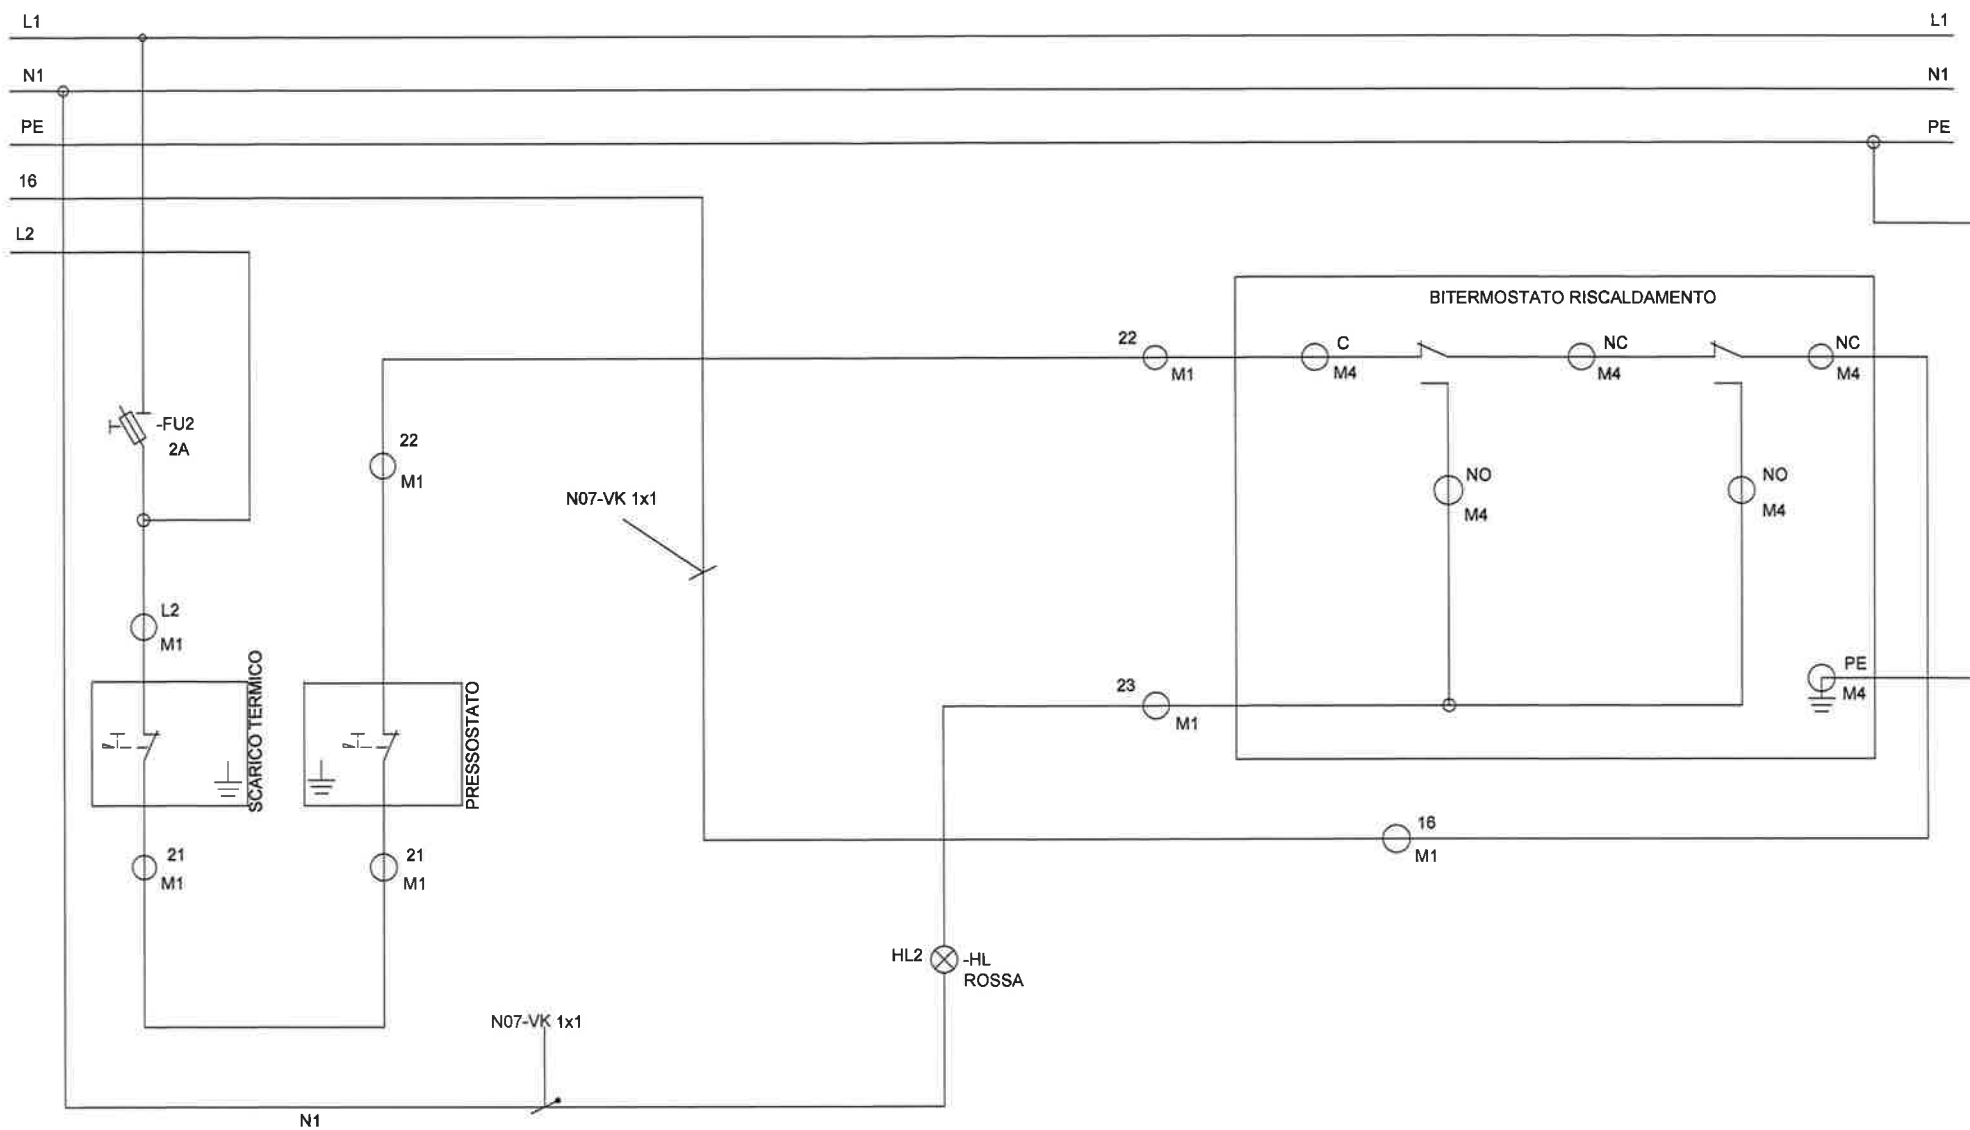 L1
L1
N1
N1
PE
PE
16
L2
BITERMOSTATO RISCALDAMENTO
22
M1
C
M4
NC
M4
NC
M4
-FU2
2A
22
M1
N07-VK 1x1
NO
M4
NO
M4
L2
M1
SCARICO TERMICO
PRESSOSTATO
P
P
23
M1
PE
M4
16
M1
21
M1
21
M1
HL2
-HL
ROSSA
N07-VK 1x1
N1